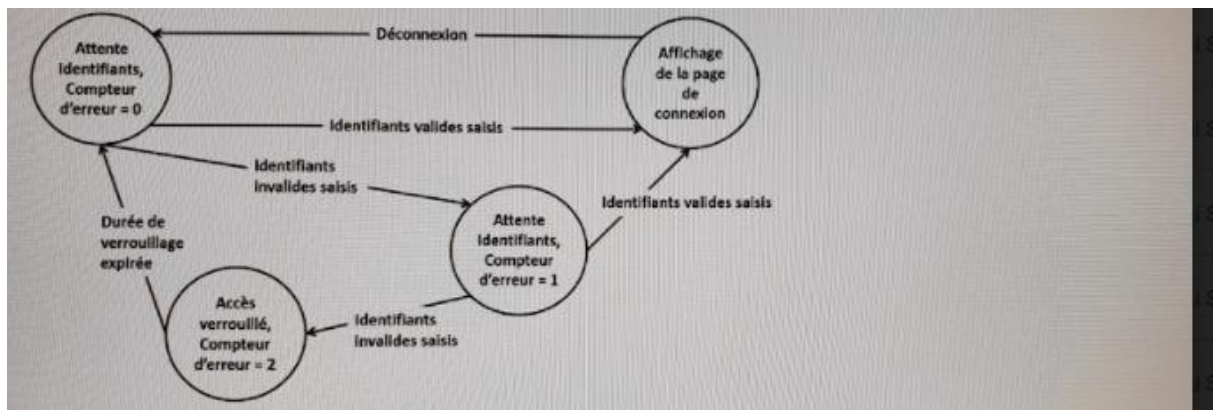 Attente
Identifiants,
Compteur
d'erreur = 0
Déconnexion
Affichage
de la page
de
connexion
Identifiants valides saisis
Identifiants
invalides saisis
Identifiants valides saisis
Attente
Identifiants,
Compteur
d'erreur = 1
Durée de
verrouillage
expirée
Accès
verrouillé,
Compteur
d'erreur = 2
Identifiants
invalides saisis